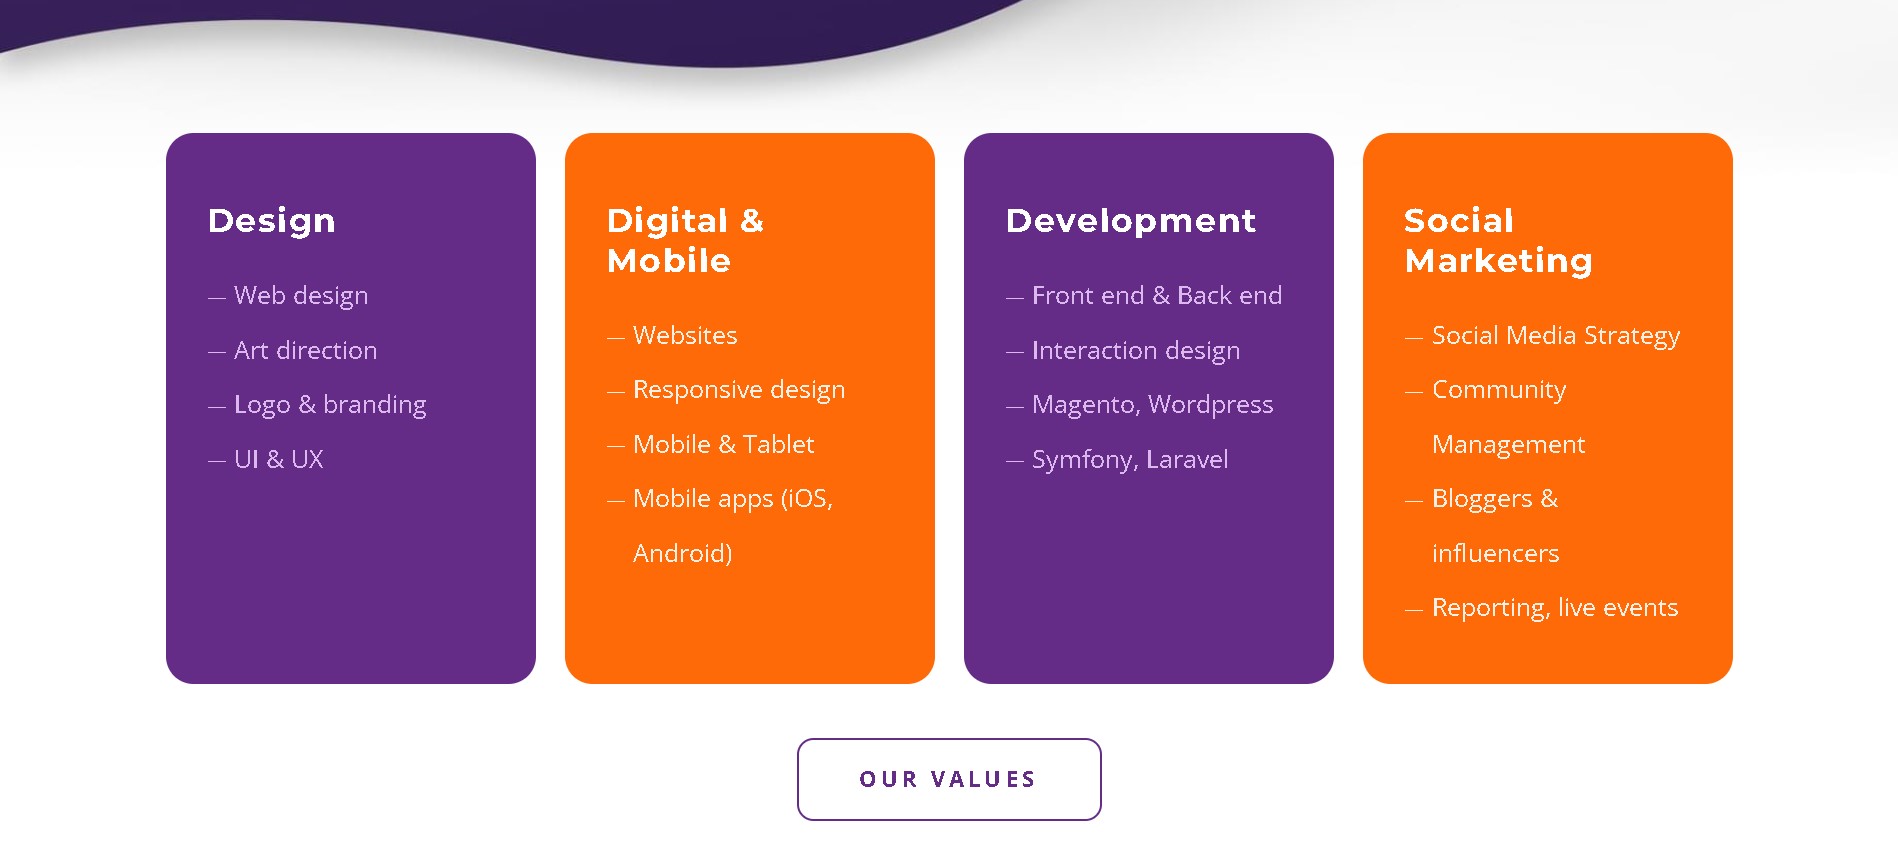 Design
— Web design
— Art direction
— Logo & branding
— UI & UX
Digital &
Mobile
— Websites
— Responsive design
— Mobile & Tablet
— Mobile apps (iOS,
Android)
Development
— Front end & Back end
— Interaction design
— Magento, Wordpress
— Symfony, Laravel
Social
Marketing
— Social Media Strategy
— Community
Management
— Bloggers &
influencers
— Reporting, live events
OUR VALUES